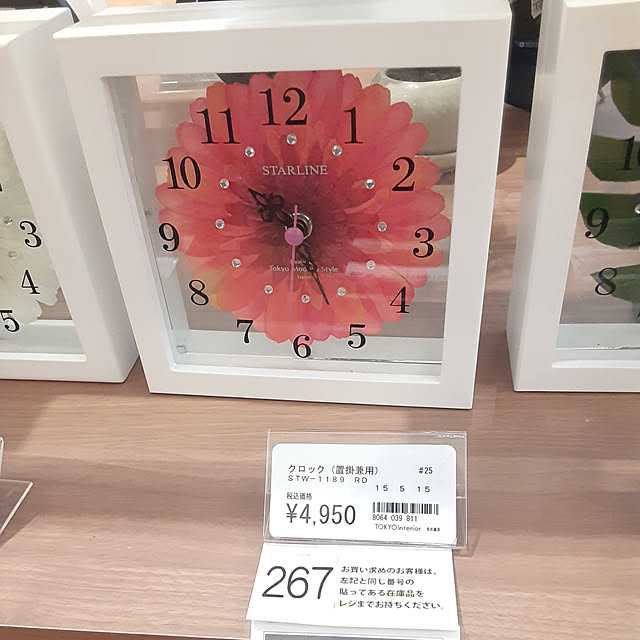 12
11 1
10 2
9 3
8 4
7 5
6
STARLINE
Tokyo
Style
3
4
5
9
8
クロック（置掛兼用） #25
STW-1189 RD
15 5 15
税込価格
¥4,950
8064 039 811
TOKYO interior
267
お買い求めのお客様は、
左記と同じ番号の
貼ってある在庫品を
レジまでお持ちください。